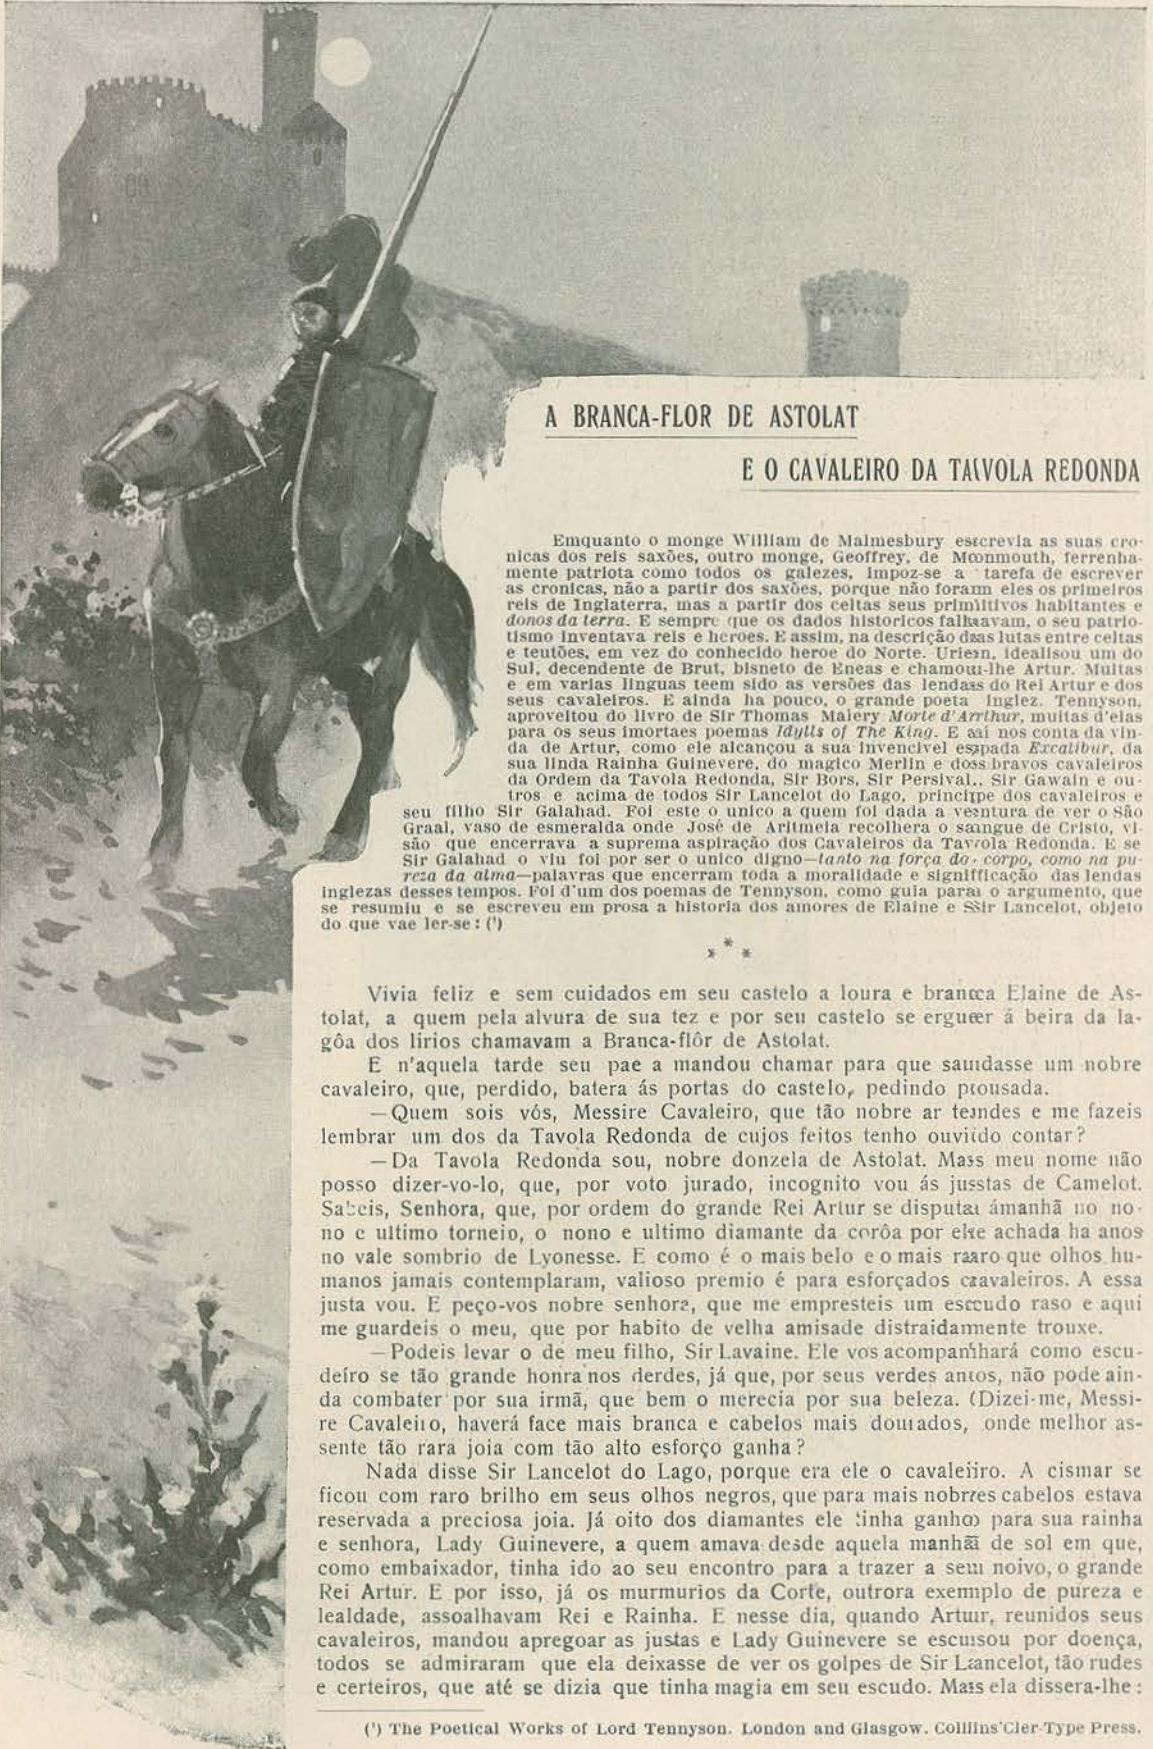 A BRANCA-FLOR DE ASTOLAT
E O CAVALEIRO DA TAVOLA REDONDA
Emquanto o monge William de Malmesbury escrevia as suas cro-
nicas dos reis saxões, outro monge, Geoffrey, de Monmouth, ferrenha-
mente patriota como todos os galezes, impoz-se a tarefa de escrever
as cronicas, não a partir dos saxões, porque não foram eles os primeiros
reis de Inglaterra, mas a partir dos celtas seus primitivos habitantes e
donos da terra. E sempre que os dados historicos falhavam, o seu patrio-
tismo inventava reis e heroes. E assim, na descrição das lutas entre celtas
e teutões, em vez do conhecido heroe do Norte. Urien, idealisou um do
Sul, decendente de Brut, bisneto de Eneas e chamou-lhe Artur. Muitas
e em varias linguas teem sido as versões das lendas do Rei Artur e dos
seus cavaleiros. E ainda ha pouco, o grande poeta inglez. Tennyson,
aproveitou do livro de Sir Thomas Malery Morte d'Arthur, muitas d'elas
para os seus imortaes poemas Idylls of The King. E aí nos conta da vin-
da de Artur, como ele alcançou a sua invencivel espada Excalibur, da
sua linda Rainha Guinevere, do magico Merlin e dos bravos cavaleiros
da Ordem da Tavola Redonda, Sir Bors, Sir Persival, Sir Gawain e ou-
tros e acima de todos Sir Lancelot do Lago, principe dos cavaleiros e
seu filho Sir Galahad. Foi este o unico a quem foi dada a ventura de ver o São
Graal, vaso de esmeralda onde José de Aritmeia recolhera o sangue de Cristo, vi-
são que encerrava a suprema aspiração dos Cavaleiros da Tavola Redonda. E se
Sir Galahad o viu foi por ser o unico digno—tanto na força do corpo, como na pu-
reza da alma—palavras que encerram toda a moralidade e significação das lendas
inglezas desses tempos. Foi d'um dos poemas de Tennyson, como guia para o argumento, que
se resumiu e se escreveu em prosa a historia dos amores de Elaine e Sir Lancelot, objeto
do que vae ler-se: (¹)
* * *
Vivia feliz e sem cuidados em seu castelo a loura e branca Elaine de As-
tolat, a quem pela alvura de sua tez e por seu castelo se erguer á beira da la-
gôa dos lirios chamavam a Branca-flôr de Astolat.
E n'aquela tarde seu pae a mandou chamar para que saudasse um nobre
cavaleiro, que, perdido, batera ás portas do castelo, pedindo pousada.
—Quem sois vós, Messire Cavaleiro, que tão nobre ar tendes e me fazeis
lembrar um dos da Tavola Redonda de cujos feitos tenho ouvido contar?
—Da Tavola Redonda sou, nobre donzela de Astolat. Mas meu nome não
posso dizer-vo-lo, que, por voto jurado, incognito vou ás justas de Camelot.
Sabeis, Senhora, que, por ordem do grande Rei Artur se disputa ámanhã no no-
no e ultimo torneio, o nono e ultimo diamante da corôa por ele achada ha anos
no vale sombrio de Lyonesse. E como é o mais belo e o mais raro que olhos hu-
manos jamais contemplaram, valioso premio é para esforçados cavaleiros. A essa
justa vou. E peço-vos nobre senhora, que me empresteis um escudo raso e aqui
me guardeis o meu, que por habito de velha amisade distraidamente trouxe.
—Podeis levar o de meu filho, Sir Lavaine. Ele vos acompanhará como escu-
deiro se tão grande honra nos derdes, já que, por seus verdes anos, não pode ain-
da combater por sua irmã, que bem o merecia por sua beleza. (Dizei-me, Messi-
re Cavaleiro, haverá face mais branca e cabelos mais dourados, onde melhor as-
sente tão rara joia com tão alto esforço ganha?
Nada disse Sir Lancelot do Lago, porque era ele o cavaleiro. A cismar se
ficou com raro brilho em seus olhos negros, que para mais nobres cabelos estava
reservada a preciosa joia. Já oito dos diamantes ele tinha ganho para sua rainha
e senhora, Lady Guinevere, a quem amava desde aquela manhã de sol em que,
como embaixador, tinha ido ao seu encontro para a trazer a seu noivo, o grande
Rei Artur. E por isso, já os murmurios da Corte, outrora exemplo de pureza e
lealdade, assoalhavam Rei e Rainha. E nesse dia, quando Artur, reunidos seus
cavaleiros, mandou apregoar as justas e Lady Guinevere se escusou por doença,
todos se admiraram que ela deixasse de ver os golpes de Sir Lancelot, tão rudes
e certeiros, que até se dizia que tinha magia em seu escudo. Mas ela dissera-lhe:
(¹) The Poetical Works of Lord Tennyson. London and Glasgow. Collins'Cler-Type Press.